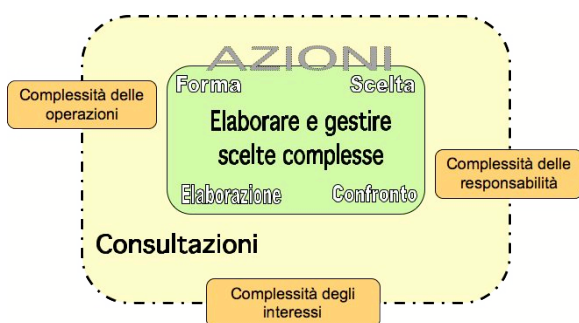 AZIONI
Forma Scelta
Complessità delle
operazioni
Elaborare e gestire
scelte complesse
Complessità delle
responsabilità
Elaborazione Confronto
Consultazioni
Complessità degli
interessi